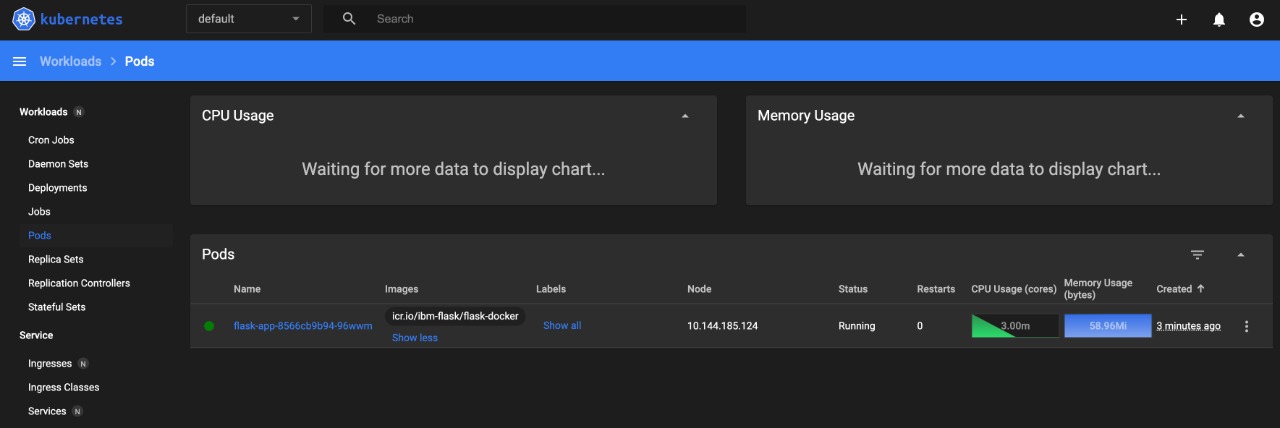 kubernetes
default
Search
Workloads > Pods
Workloads N
Cron Jobs
Daemon Sets
Deployments
Jobs
Pods
Replica Sets
Replication Controllers
Stateful Sets
Service
Ingresses N
Ingress Classes
Services N
CPU Usage
Waiting for more data to display chart...
Memory Usage
Waiting for more data to display chart...
Pods
Name Images Labels Node Status Restarts CPU Usage (cores) Memory Usage (bytes) Created
flask-app-8566cb9b94-96wwm icr.io/ibm-flask/flask-docker Show all 10.144.185.124 Running 0 3.00m 58.96Mi 3 minutes ago
Show less